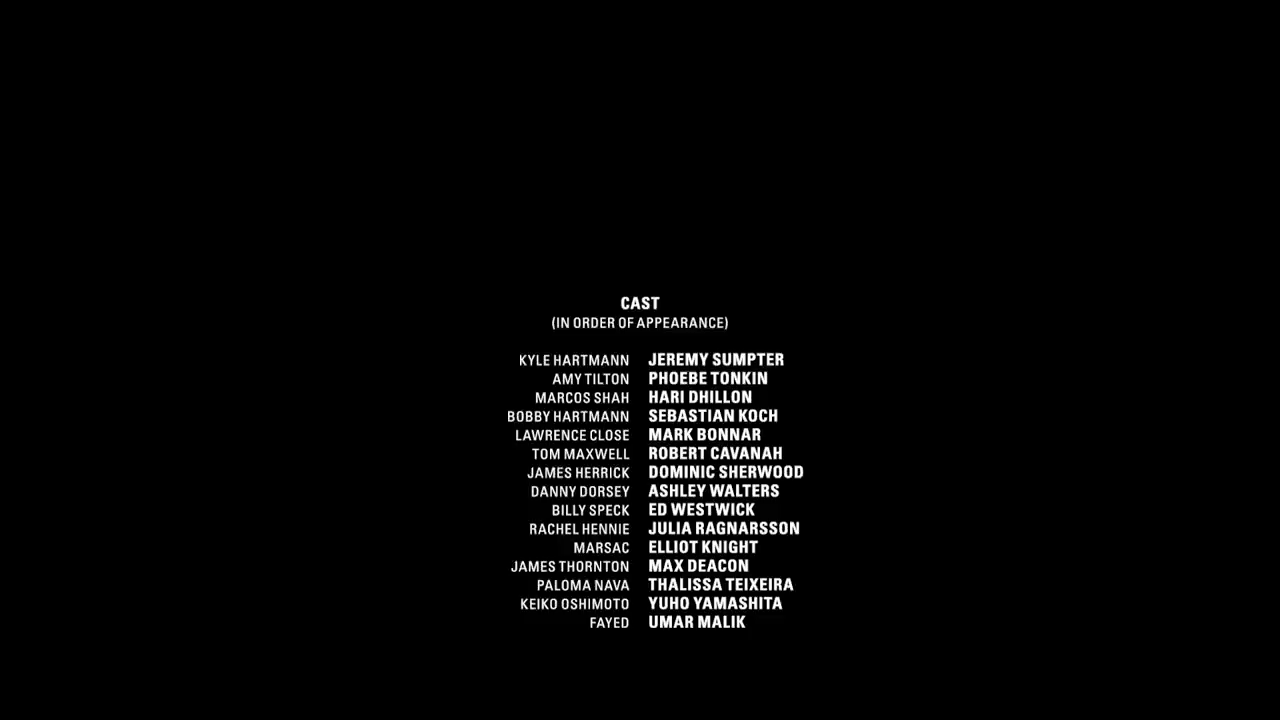 CAST
(IN ORDER OF APPEARANCE)
KYLE HARTMANN JEREMY SUMPTER
AMY TILTON PHOEBE TONKIN
MARCOS SHAH HARI DHILLON
BOBBY HARTMANN SEBASTIAN KOCH
LAWRENCE CLOSE MARK BONNAR
TOM MAXWELL ROBERT CAVANAH
JAMES HERRICK DOMINIC SHERWOOD
DANNY DORSEY ASHLEY WALTERS
BILLY SPECK ED WESTWICK
RACHEL HENNIE JULIA RAGNARSSON
MARSAC ELLIOT KNIGHT
JAMES THORNTON MAX DEACON
PALOMA NAVA THALISSA TEIXEIRA
KEIKO OSHIMOTO YUHO YAMASHITA
FAYED UMAR MALIK